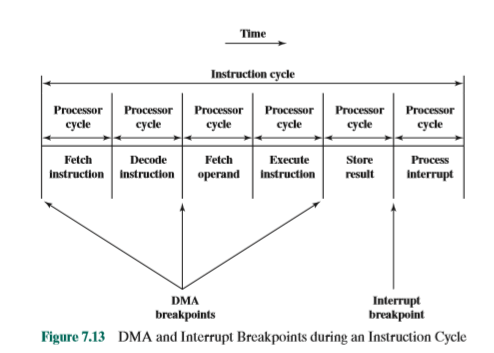 Time
Instruction cycle
Processor cycle
Processor cycle
Processor cycle
Processor cycle
Processor cycle
Processor cycle
Fetch instruction
Decode instruction
Fetch operand
Execute instruction
Store result
Process interrupt
DMA breakpoints
Interrupt breakpoint
Figure 7.13 DMA and Interrupt Breakpoints during an Instruction Cycle